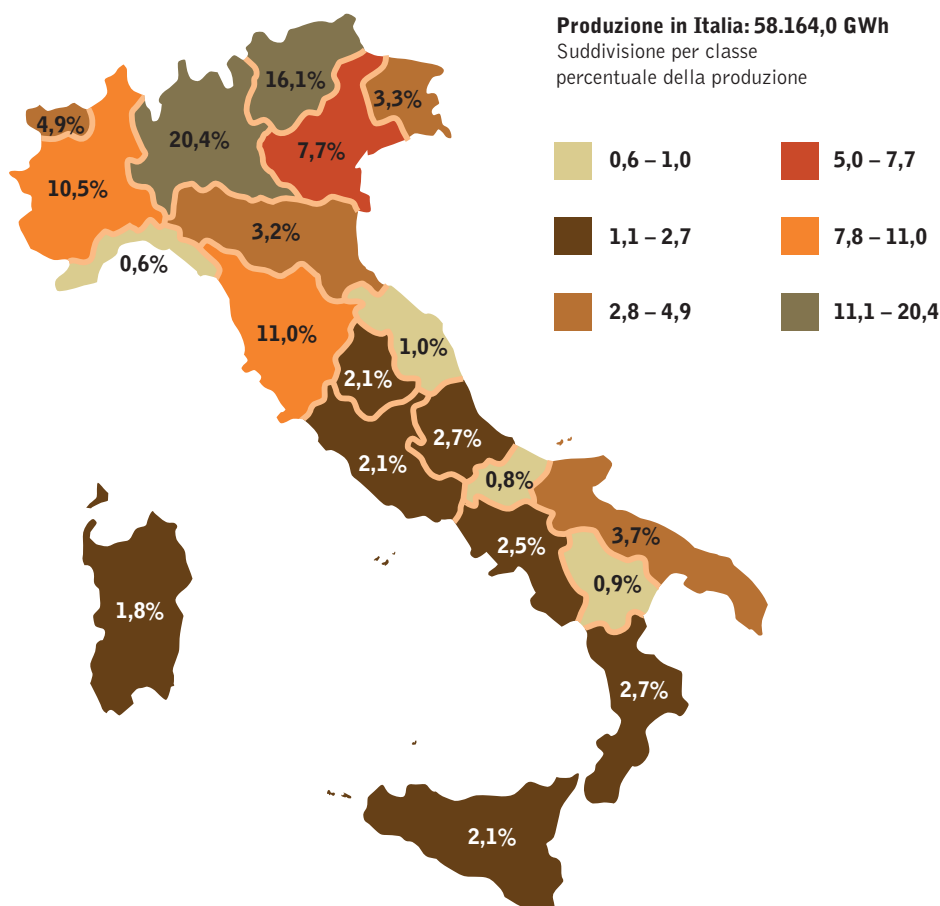 Produzione in Italia: 58.164,0 GWh
Suddivisione per classe
percentuale della produzione
0,6 – 1,0
5,0 – 7,7
1,1 – 2,7
7,8 – 11,0
2,8 – 4,9
11,1 – 20,4
16,1%
3,3%
4,9%
20,4%
7,7%
10,5%
3,2%
0,6%
11,0%
1,0%
2,1%
2,7%
2,1%
0,8%
2,5%
3,7%
0,9%
1,8%
2,7%
2,1%